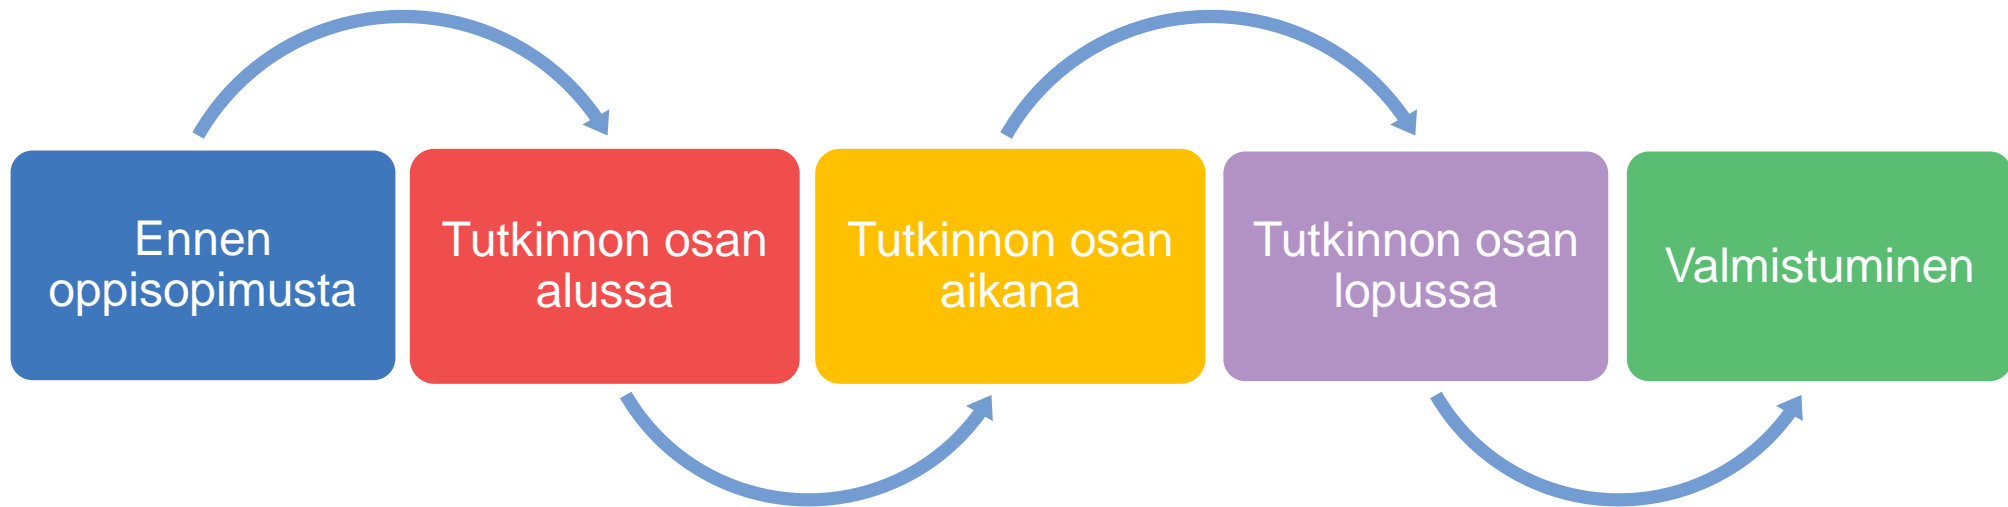 Ennen
oppisopimusta
Tutkinnon osan
alussa
Tutkinnon osan
aikana
Tutkinnon osan
lopussa
Valmistuminen